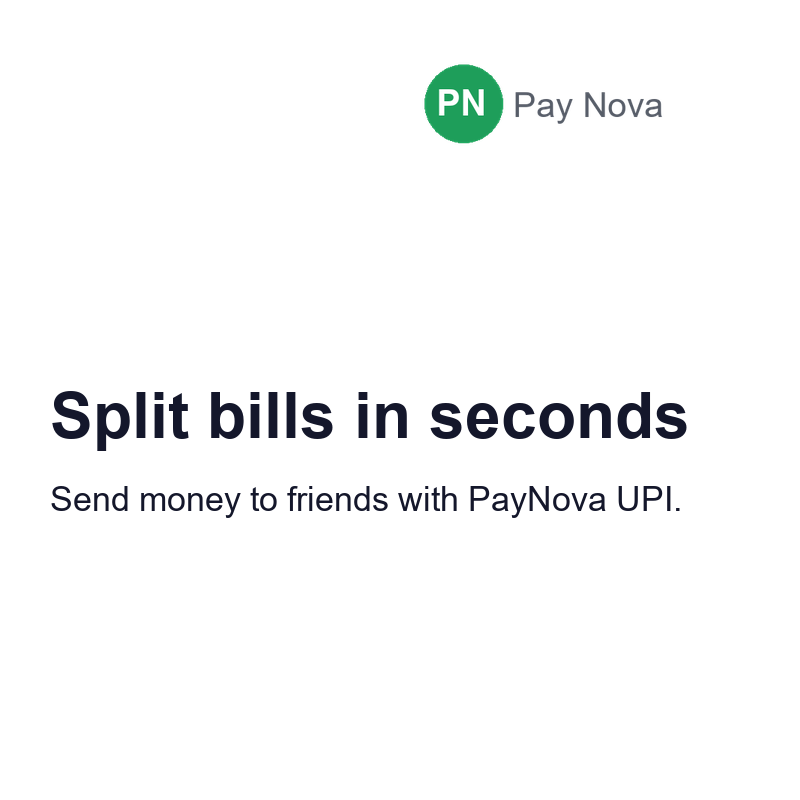 PN Pay Nova
Split bills in seconds
Send money to friends with PayNova UPI.